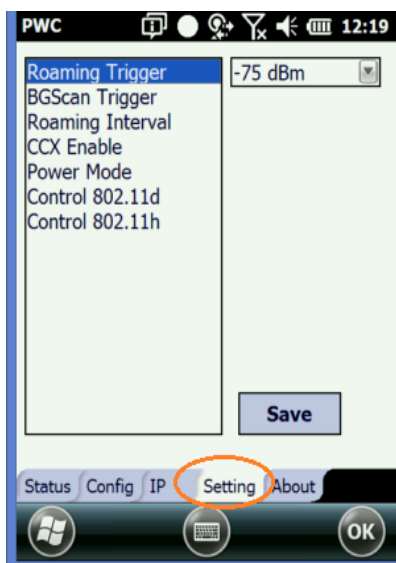 PWC 12:19
Roaming Trigger -75 dBm
BGScan Trigger
Roaming Interval
CCX Enable
Power Mode
Control 802.11d
Control 802.11h
Save
Status Config IP Setting About
OK